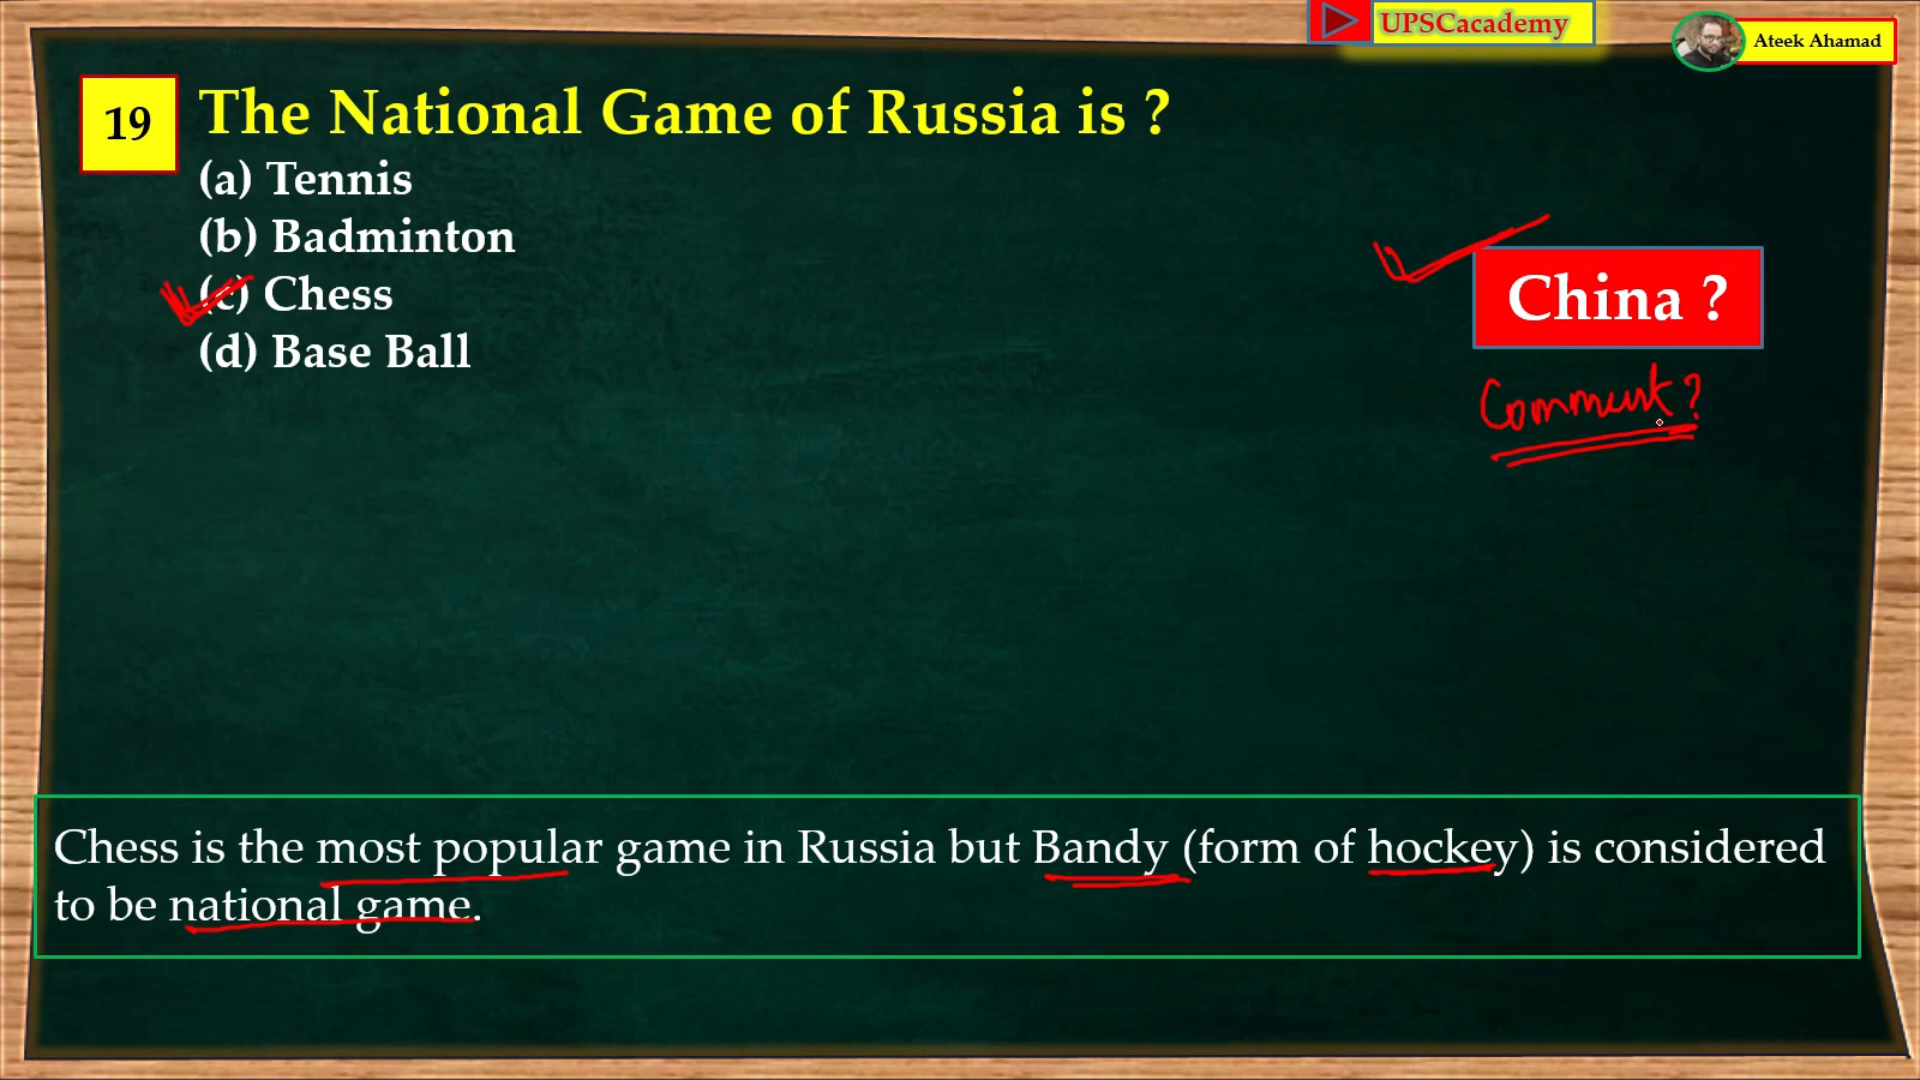 UPSCacademy
Ateek Ahamad
19
The National Game of Russia is ?
(a) Tennis
(b) Badminton
(c) Chess
(d) Base Ball
China ?
Comment ?
Chess is the most popular game in Russia but Bandy (form of hockey) is considered
to be national game.